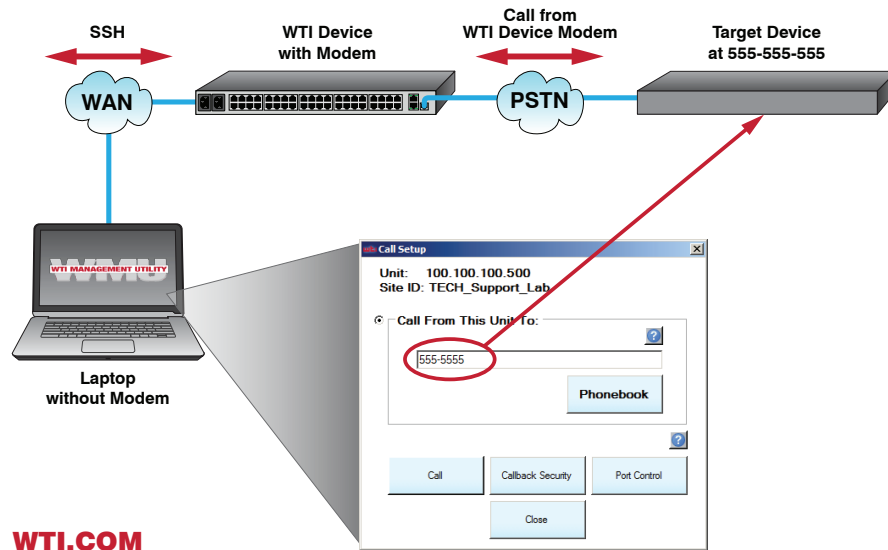 SSH
WTI Device
with Modem
Call from
WTI Device Modem
Target Device
at 555-555-555
WAN
PSTN
WMU
WTI MANAGEMENT UTILITY
Laptop
without Modem
wti Call Setup
Unit: 100.100.100.500
Site ID: TECH_Support_Lab
Call From This Unit To:
?
555-5555
Phonebook
?
Call
Callback Security
Port Control
Close
WTI.COM